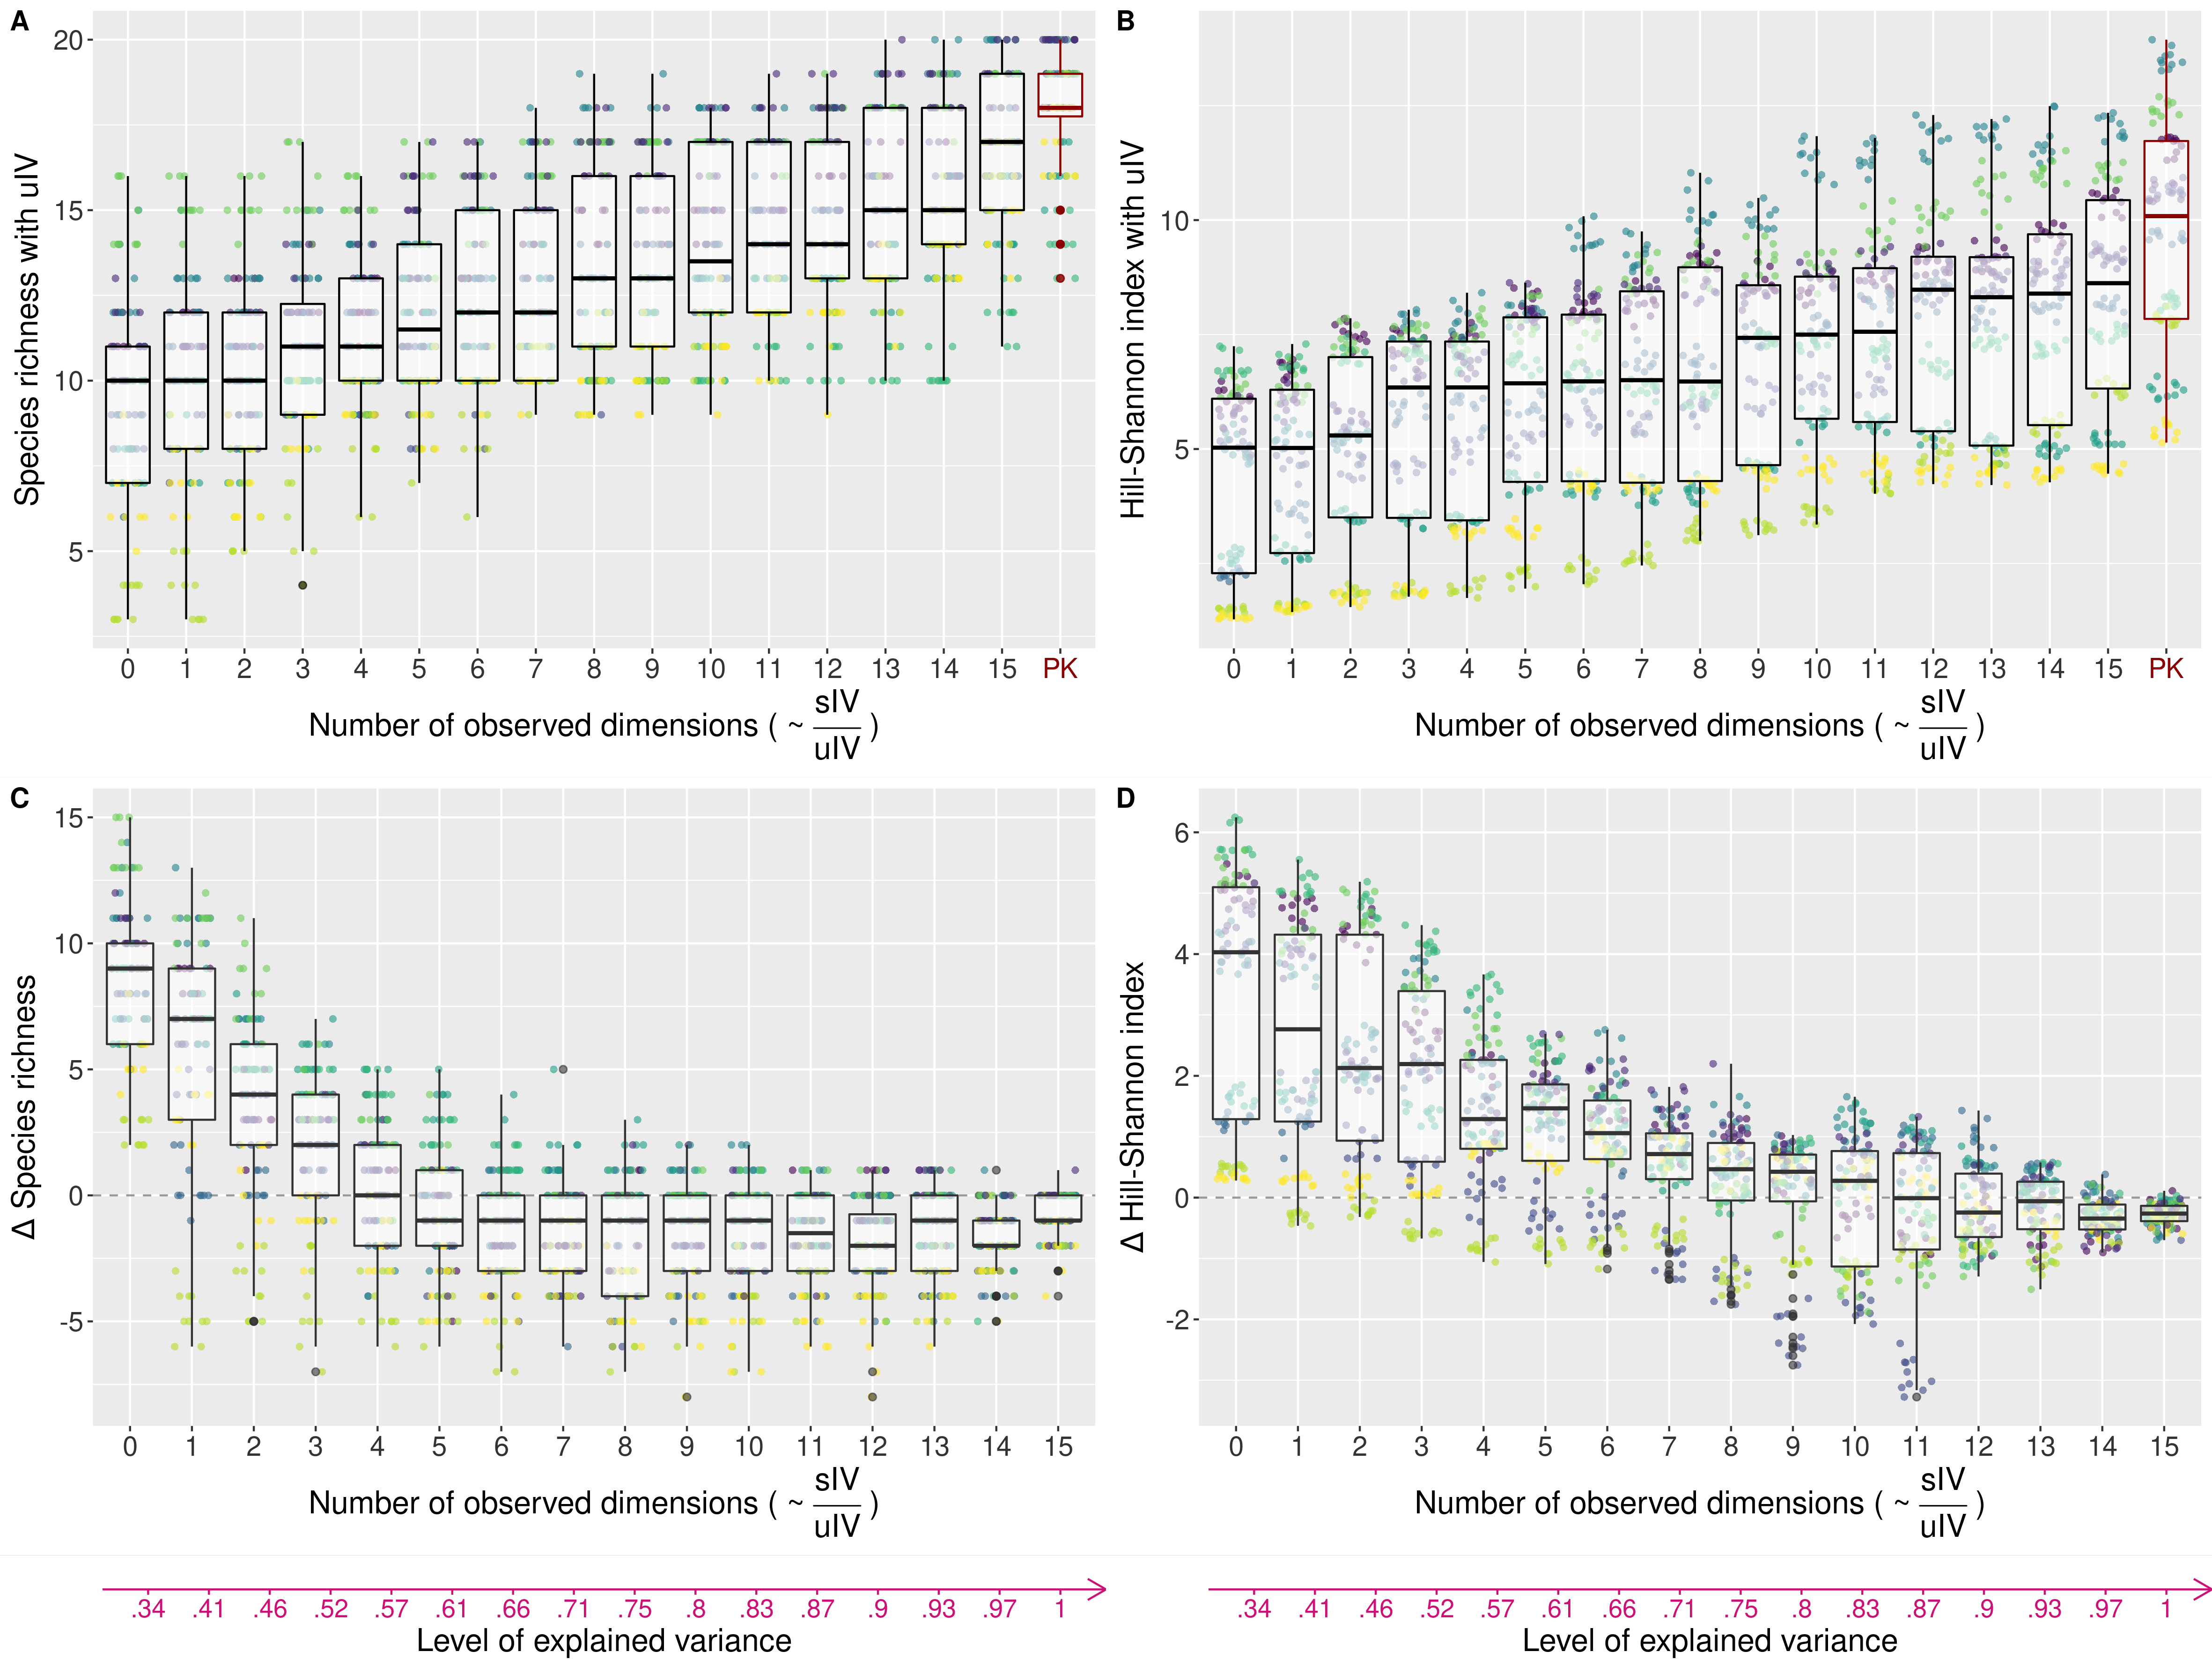 A
B
Species richness with uIV
20
15
10
5
0 1 2 3 4 5 6 7 8 9 10 11 12 13 14 15 PK
Number of observed dimensions ( ~ sIV / uIV )
Hill-Shannon index with uIV
10
5
0 1 2 3 4 5 6 7 8 9 10 11 12 13 14 15 PK
Number of observed dimensions ( ~ sIV / uIV )
C
D
Δ Species richness
15
10
5
0
-5
0 1 2 3 4 5 6 7 8 9 10 11 12 13 14 15
Number of observed dimensions ( ~ sIV / uIV )
Δ Hill-Shannon index
6
4
2
0
-2
0 1 2 3 4 5 6 7 8 9 10 11 12 13 14 15
Number of observed dimensions ( ~ sIV / uIV )
.34 .41 .46 .52 .57 .61 .66 .71 .75 .8 .83 .87 .9 .93 .97 1
Level of explained variance
.34 .41 .46 .52 .57 .61 .66 .71 .75 .8 .83 .87 .9 .93 .97 1
Level of explained variance